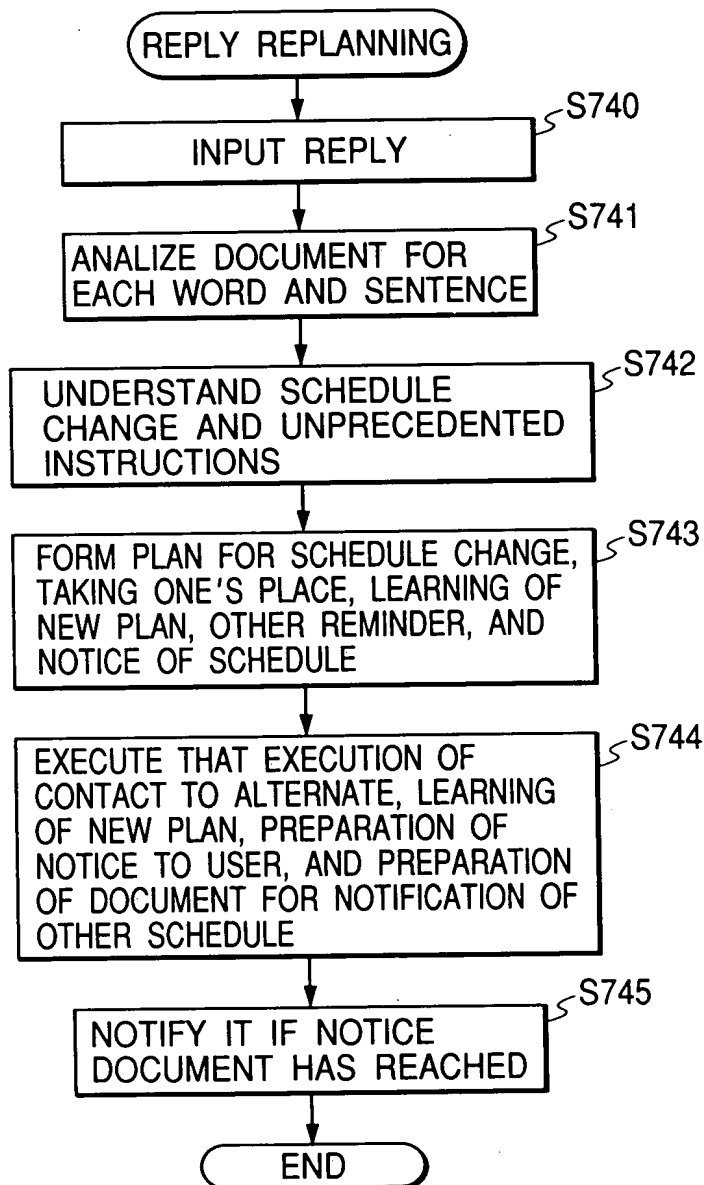 REPLY REPLANNING
S740
INPUT REPLY
S741
ANALIZE DOCUMENT FOR
EACH WORD AND SENTENCE
S742
UNDERSTAND SCHEDULE
CHANGE AND UNPRECEDENTED
INSTRUCTIONS
S743
FORM PLAN FOR SCHEDULE CHANGE,
TAKING ONE'S PLACE, LEARNING OF
NEW PLAN, OTHER REMINDER, AND
NOTICE OF SCHEDULE
S744
EXECUTE THAT EXECUTION OF
CONTACT TO ALTERNATE, LEARNING
OF NEW PLAN, PREPARATION OF
NOTICE TO USER, AND PREPARATION
OF DOCUMENT FOR NOTIFICATION OF
OTHER SCHEDULE
S745
NOTIFY IT IF NOTICE
DOCUMENT HAS REACHED
END